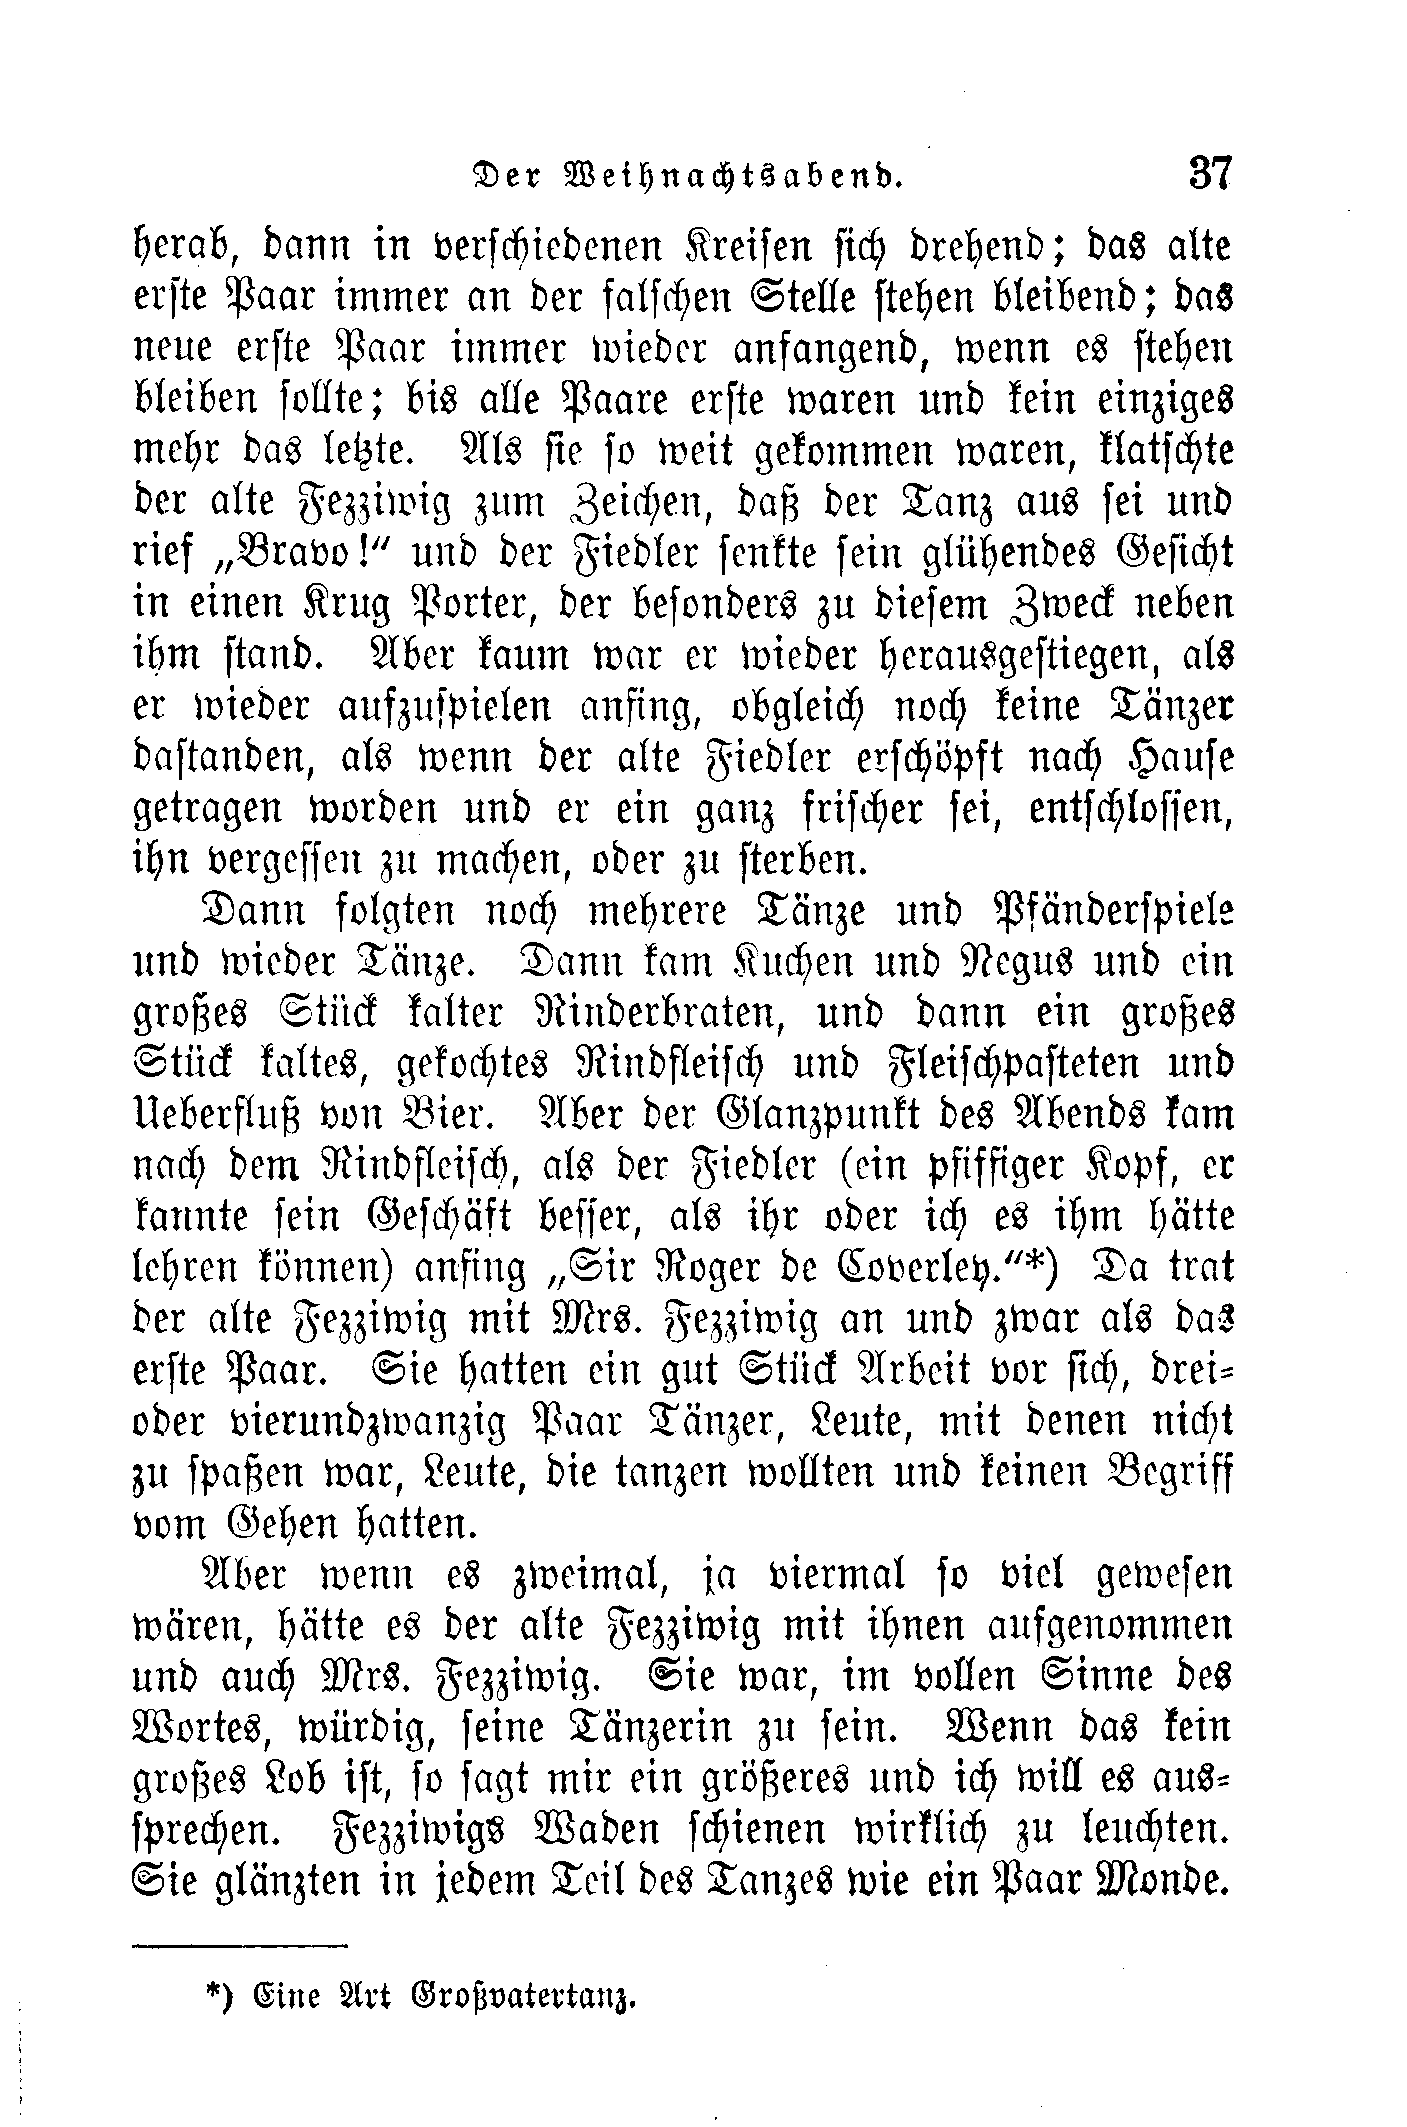 Der Weihnachtsabend. 37
herab, dann in verschiedenen Kreisen sich drehend; das alte
erste Paar immer an der falschen Stelle stehen bleibend; das
neue erste Paar immer wieder anfangend, wenn es stehen
bleiben sollte; bis alle Paare erste waren und kein einziges
mehr das letzte. Als sie so weit gekommen waren, klatschte
der alte Fezziwig zum Zeichen, daß der Tanz aus sei und
rief „Bravo!“ und der Fiedler senkte sein glühendes Gesicht
in einen Krug Porter, der besonders zu diesem Zweck neben
ihm stand. Aber kaum war er wieder herausgestiegen, als
er wieder aufzuspielen anfing, obgleich noch keine Tänzer
dastanden, als wenn der alte Fiedler erschöpft nach Hause
getragen worden und er ein ganz frischer sei, entschlossen,
ihn vergessen zu machen, oder zu sterben.
Dann folgten noch mehrere Tänze und Pfänderspiele
und wieder Tänze. Dann kam Kuchen und Negus und ein
großes Stück kalter Rinderbraten, und dann ein großes
Stück kaltes, gekochtes Rindfleisch und Fleischpasteten und
Ueberfluß von Bier. Aber der Glanzpunkt des Abends kam
nach dem Rindfleisch, als der Fiedler (ein pfiffiger Kopf, er
kannte sein Geschäft besser, als ihr oder ich es ihm hätte
lehren können) anfing „Sir Roger de Coverley.“*) Da trat
der alte Fezziwig mit Mrs. Fezziwig an und zwar als das
erste Paar. Sie hatten ein gut Stück Arbeit vor sich, drei-
oder vierundzwanzig Paar Tänzer, Leute, mit denen nicht
zu spaßen war, Leute, die tanzen wollten und keinen Begriff
vom Gehen hatten.
Aber wenn es zweimal, ja viermal so viel gewesen
wären, hätte es der alte Fezziwig mit ihnen aufgenommen
und auch Mrs. Fezziwig. Sie war, im vollen Sinne des
Wortes, würdig, seine Tänzerin zu sein. Wenn das kein
großes Lob ist, so sagt mir ein größeres und ich will es aus-
sprechen. Fezziwigs Waden schienen wirklich zu leuchten.
Sie glänzten in jedem Teil des Tanzes wie ein Paar Monde.
*) Eine Art Großvatertanz.